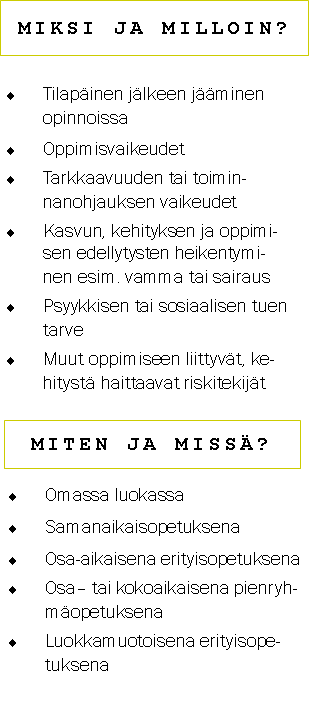 MIKSI JA MILLOIN?
◆ Tilapäinen jälkeen jääminen
opinnoissa
◆ Oppimisvaikeudet
◆ Tarkkaavuuden tai toimin-
nanohjauksen vaikeudet
◆ Kasvun, kehityksen ja oppimi-
sen edellytysten heikentymi-
nen esim. vamma tai sairaus
◆ Psyykkisen tai sosiaalisen tuen
tarve
◆ Muut oppimiseen liittyvät, ke-
hitystä haittaavat riskitekijät
MITEN JA MISSÄ?
◆ Omassa luokassa
◆ Samanaikaisopetuksena
◆ Osa-aikaisena erityisopetuksena
◆ Osa– tai kokoaikaisena pienryh-
mäopetuksena
◆ Luokkamuotoisena erityisope-
tuksena